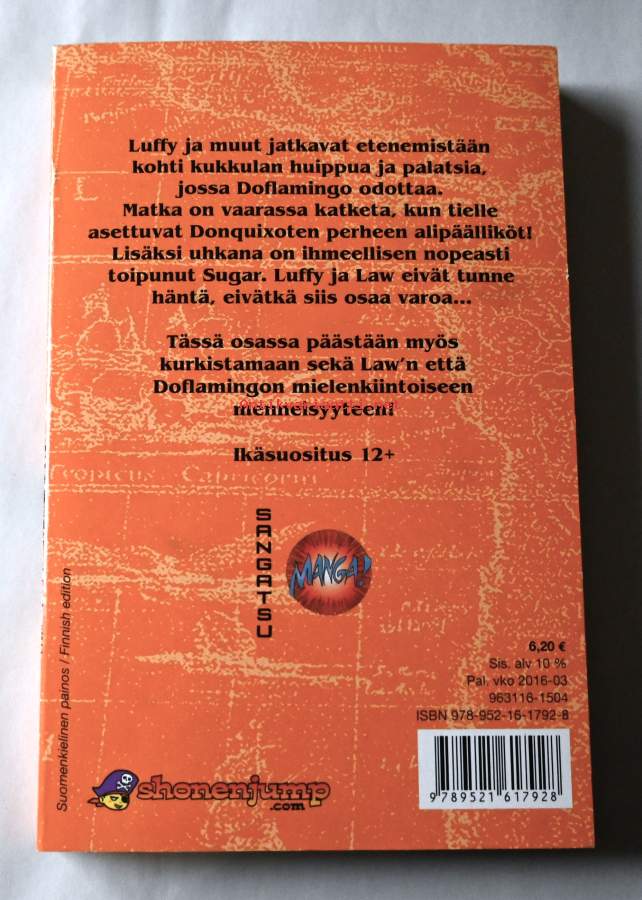 Luffy ja muut jatkavat etenemistään
kohti kukkulan huippua ja palatsia,
jossa Doflamingo odottaa.
Matka on vaarassa katketa, kun tielle
asettuvat Donquixoten perheen alipäälliköt!
Lisäksi uhkana on ihmeellisen nopeasti
toipunut Sugar. Luffy ja Law eivät tunne
häntä, eivätkä siis osaa varoa...
Tässä osassa päästään myös
kurkistamaan sekä Law'n että
Doflamingon mielenkiintoiseen
menneisyyteen!
Ikäsuositus 12+
Tropicus Capricorni
SANGATSU
MANGA!
Suomenkielinen painos / Finnish edition
6,20 €
Sis. alv 10 %
Pal. vko 2016-03
963116-1504
ISBN 978-952-16-1792-8
9 789521 617928
shonenjump
.com